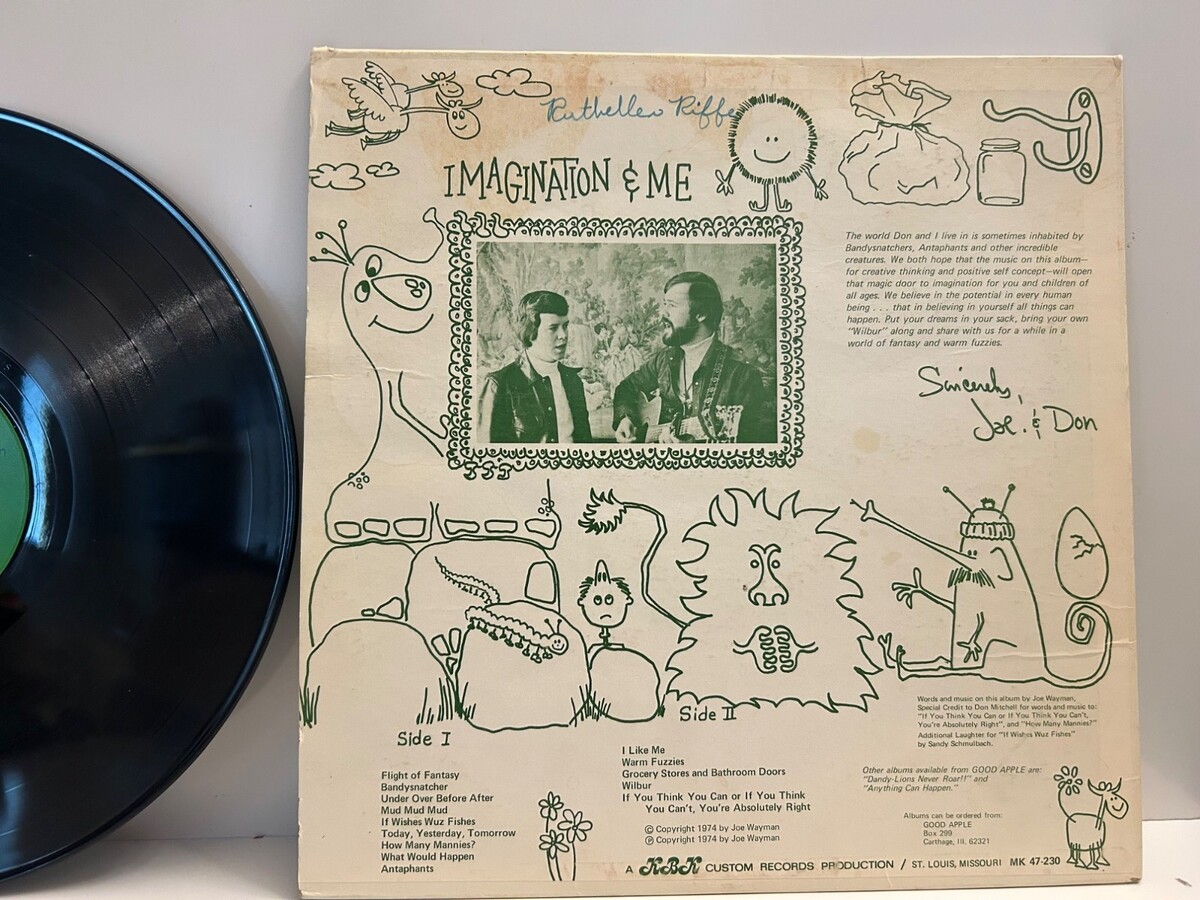 Ruthellen Riffe
IMAGINATION & ME
The world Don and I live in is sometimes inhabited by
Bandysnatchers, Antaphants and other incredible
creatures. We both hope that the music on this album—
for creative thinking and positive self concept—will open
that magic door to imagination for you and children of
all ages. We believe in the potential in every human
being . . . that in believing in yourself all things can
happen. Put your dreams in your sack, bring your own
"Wilbur" along and share with us for a while in a
world of fantasy and warm fuzzies.
Sincerely,
Joe & Don
Side I
Flight of Fantasy
Bandysnatcher
Under Over Before After
Mud Mud Mud
If Wishes Wuz Fishes
Today, Yesterday, Tomorrow
How Many Mannies?
What Would Happen
Antaphants
Side II
I Like Me
Warm Fuzzies
Grocery Stores and Bathroom Doors
Wilbur
If You Think You Can or If You Think
You Can't, You're Absolutely Right
© Copyright 1974 by Joe Wayman
℗ Copyright 1974 by Joe Wayman
Words and music on this album by Joe Wayman,
Special Credit to Don Mitchell for words and music to:
"If You Think You Can or If You Think You Can't,
You're Absolutely Right", and "How Many Mannies?"
Additional Laughter for "If Wishes Wuz Fishes"
by Sandy Schmulbach.
Other albums available from GOOD APPLE are:
"Dandy-Lions Never Roar!!" and
"Anything Can Happen."
Albums can be ordered from:
GOOD APPLE
Box 299
Carthage, Ill. 62321
A KBK CUSTOM RECORDS PRODUCTION / ST. LOUIS, MISSOURI MK 47-230